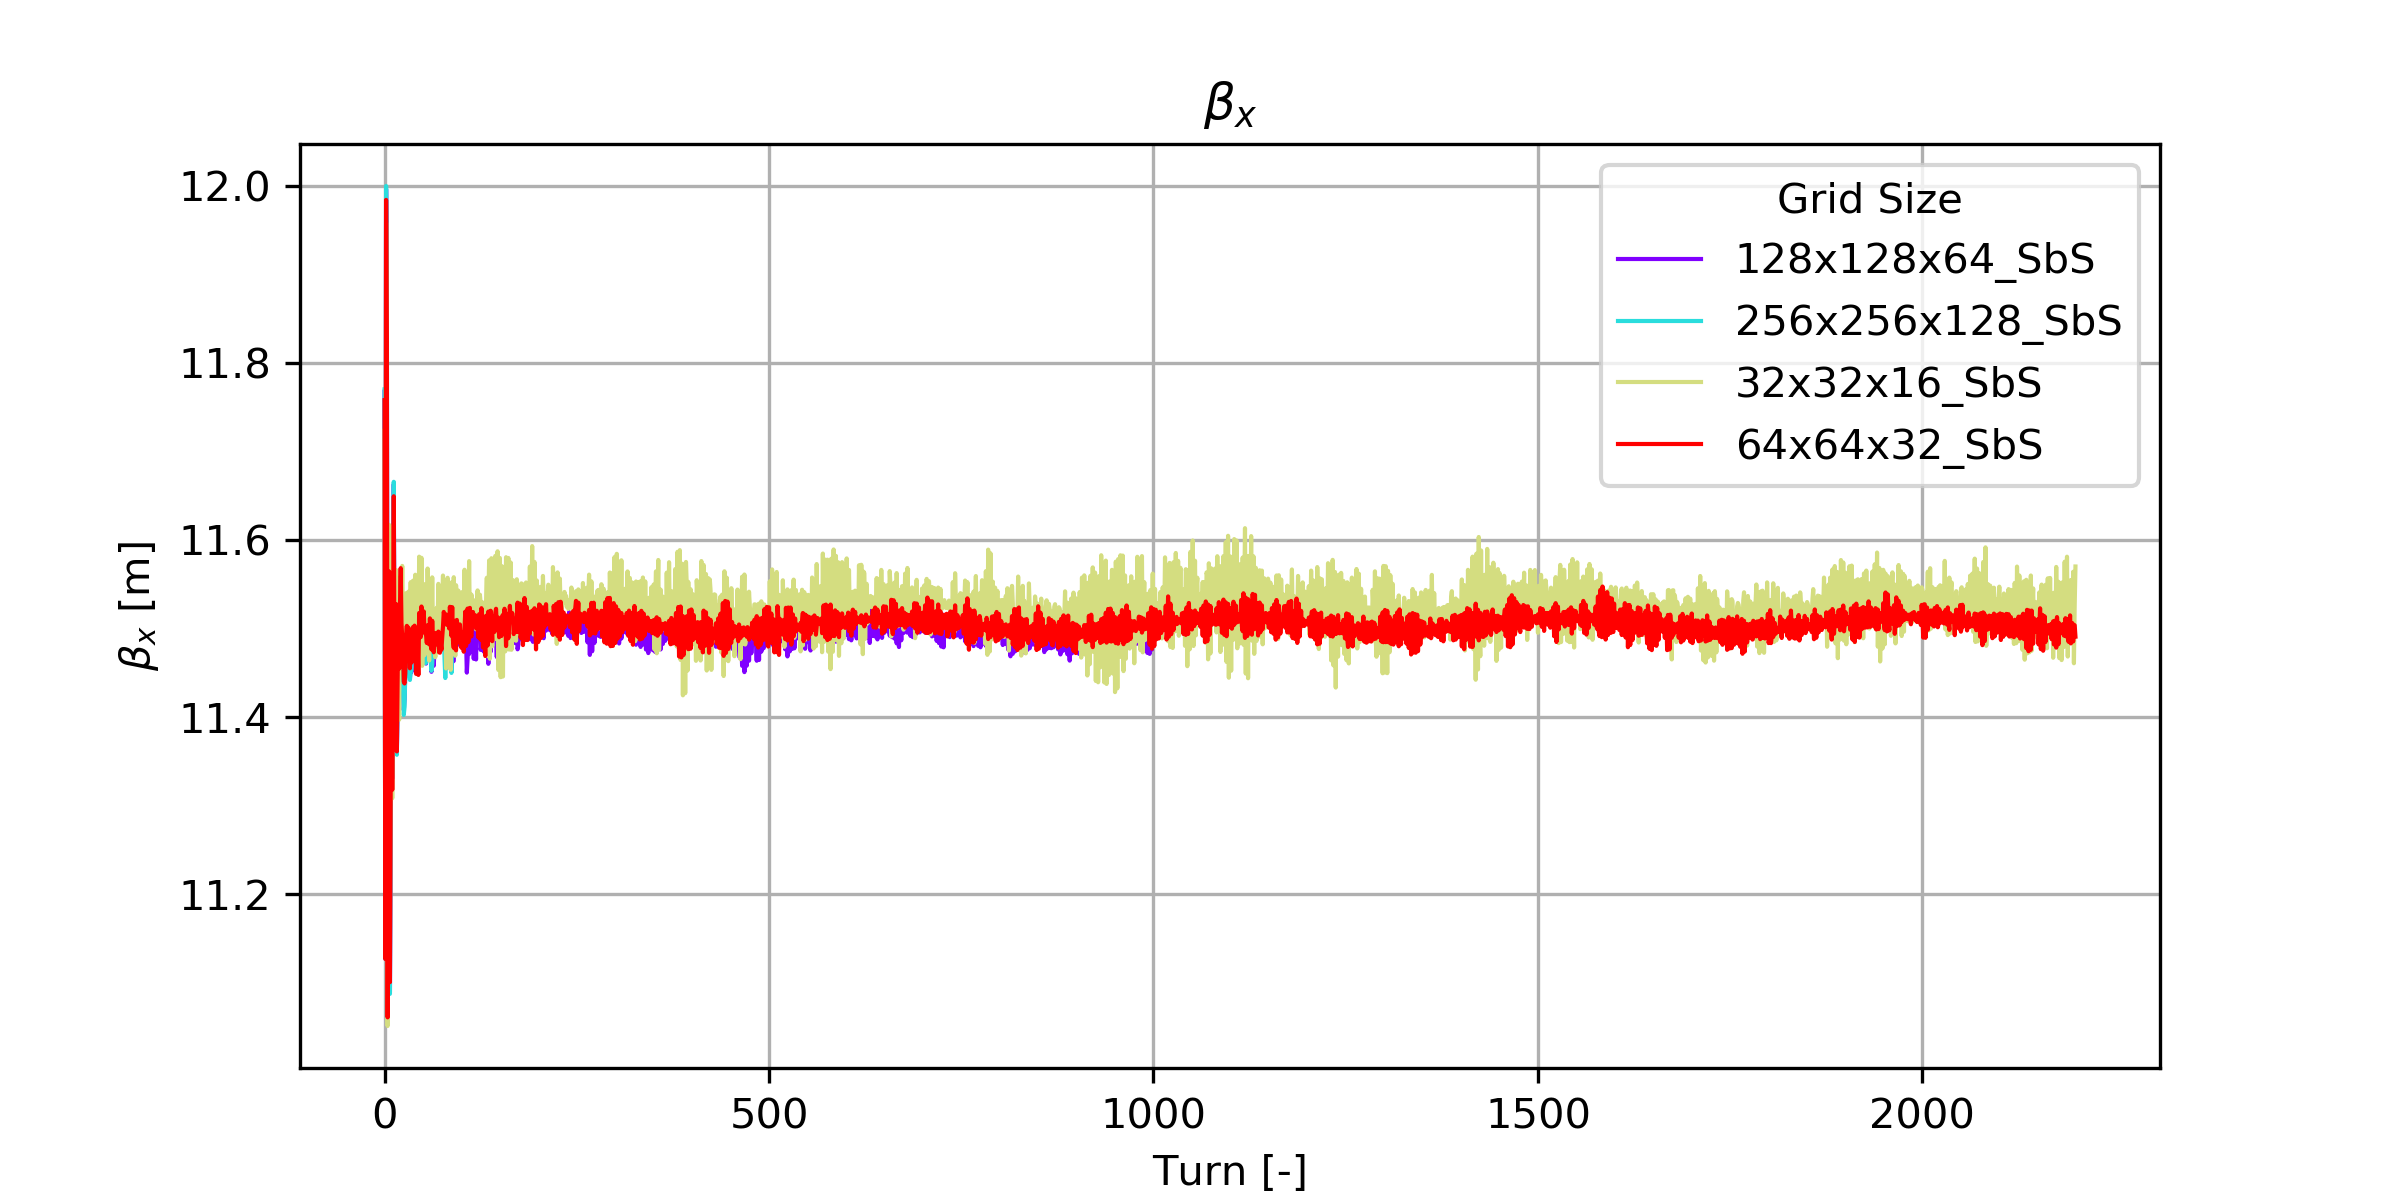 βx
12.0
11.8
11.6
11.4
11.2
βx [m]
Grid Size
128x128x64_SbS
256x256x128_SbS
32x32x16_SbS
64x64x32_SbS
0 500 1000 1500 2000
Turn [-]